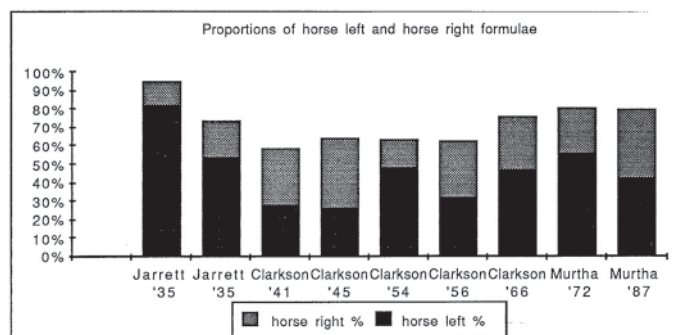 Proportions of horse left and horse right formulae
100%
90%
80%
70%
60%
50%
40%
30%
20%
10%
0%
Jarrett Jarrett Clarkson Clarkson Clarkson Clarkson Clarkson Murtha Murtha
'35 '35 '41 '45 '54 '56 '66 '72 '87
horse right % horse left %